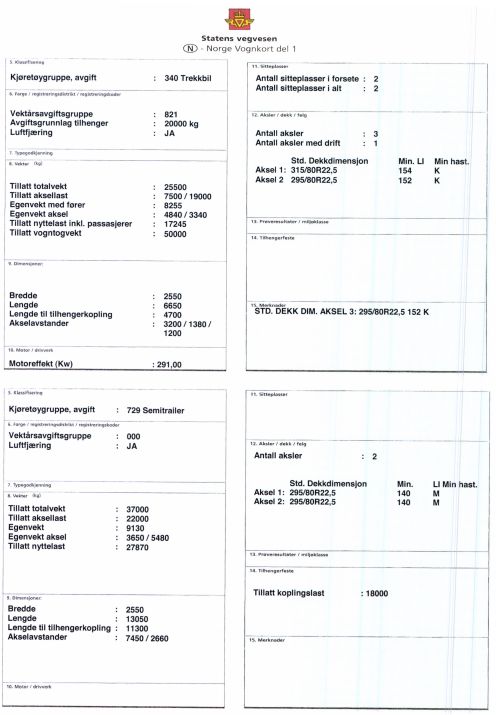 Statens vegvesen
N - Norge Vognkort del 1
5. Klassifisering
Kjøretøygruppe, avgift : 340 Trekkbil
6. Farge / registreringsdistrikt / registreringskoder
Vektårsavgiftsgruppe : 821
Avgiftsgrunnlag tilhenger : 20000 kg
Luftfjæring : JA
7. Typegodkjenning
8. Vekter (kg)
Tillatt totalvekt : 25500
Tillatt aksellast : 7500 / 19000
Egenvekt med fører : 8255
Egenvekt aksel : 4840 / 3340
Tillatt nyttelast inkl. passasjerer : 17245
Tillatt vogntogvekt : 50000
9. Dimensjoner:
Bredde : 2550
Lengde : 6650
Lengde til tilhengerkopling : 4700
Akselavstander : 3200 / 1380 /
1200
10. Motor / drivverk
Motoreffekt (Kw) : 291,00
11. Sitteplasser
Antall sitteplasser i forsete : 2
Antall sitteplasser i alt : 2
12. Aksler / dekk / felg
Antall aksler : 3
Antall aksler med drift : 1
Std. Dekkdimensjon Min. LI Min hast.
Aksel 1: 315/80R22,5 154 K
Aksel 2 295/80R22,5 152 K
13. Prøveresultater / miljøklasse
14. Tilhengerfeste
15. Merknader
STD. DEKK DIM. AKSEL 3: 295/80R22,5 152 K
5. Klassifisering
Kjøretøygruppe, avgift : 729 Semitrailer
6. Farge / registreringsdistrikt / registreringskoder
Vektårsavgiftsgruppe : 000
Luftfjæring : JA
7. Typegodkjenning
8. Vekter (kg)
Tillatt totalvekt : 37000
Tillatt aksellast : 22000
Egenvekt : 9130
Egenvekt aksel : 3650 / 5480
Tillatt nyttelast : 27870
9. Dimensjoner:
Bredde : 2550
Lengde : 13050
Lengde til tilhengerkopling : 11300
Akselavstander : 7450 / 2660
10. Motor / drivverk
11. Sitteplasser
12. Aksler / dekk / felg
Antall aksler : 2
Std. Dekkdimensjon Min. LI Min hast.
Aksel 1: 295/80R22,5 140 M
Aksel 2: 295/80R22,5 140 M
13. Prøveresultater / miljøklasse
14. Tilhengerfeste
Tillatt koplingslast : 18000
15. Merknader